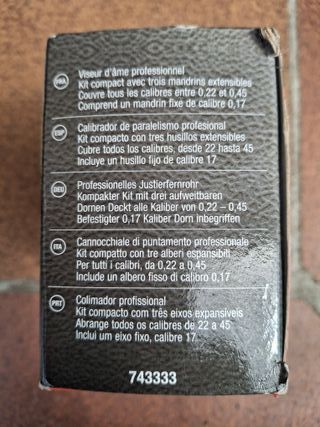 FRA Viseur d'âme professionnel
Kit compact avec trois mandrins extensibles
Couvre tous les calibres entre 0,22 et 0,45
Comprend un mandrin fixe de calibre 0,17
ESP Calibrador de paralelismo profesional
Kit compacto con tres husillos extensibles
Cubre todos los calibres, desde 22 hasta 45
Incluye un husillo fijo de calibre 17
DEU Professionelles Justierfernrohr
Kompakter Kit mit drei aufweitbaren
Dornen Deckt alle Kaliber von 0,22 – 0,45
Befestigter 0,17 Kaliber Dorn inbegriffen
ITA Cannocchiale di puntamento professionale
Kit compatto con tre alberi espansibili
Per tutti i calibri, da 0,22 a 0,45
Include un albero fisso di calibro 0,17
PRT Colimador profissional
Kit compacto com três eixos expansíveis
Abrange todos os calibres de 22 a 45
Inclui um eixo fixo, calibre 17
743333